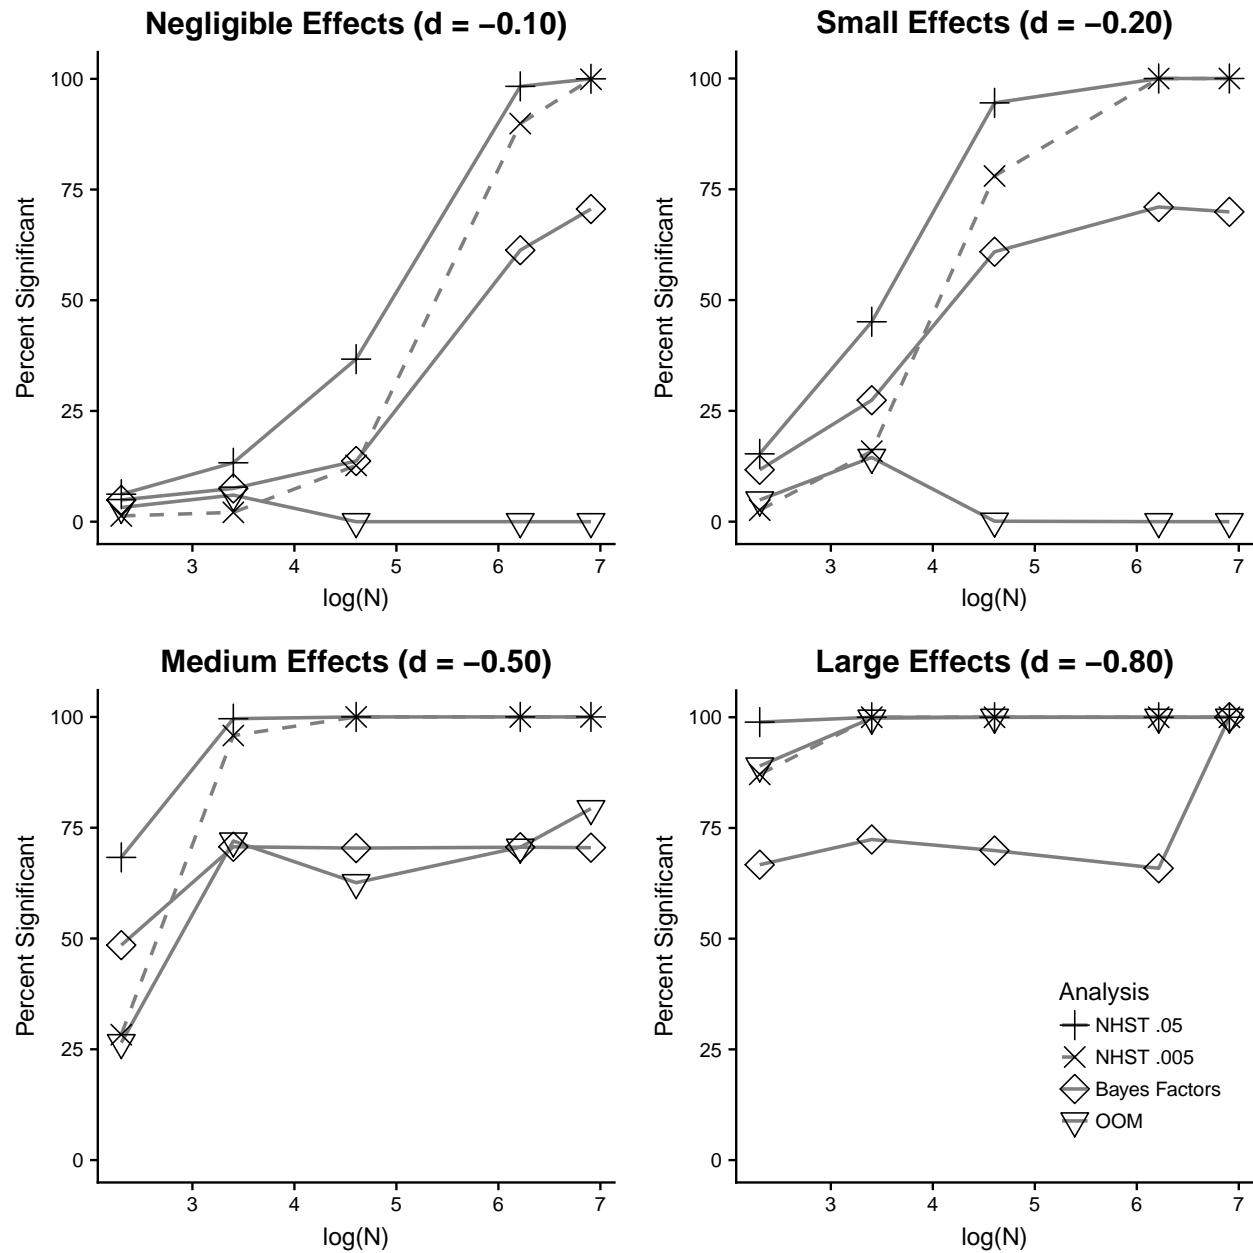 Negligible Effects (d = −0.10)
Percent Significant
100
75
50
25
0
3 4 5 6 7
log(N)
Small Effects (d = −0.20)
Percent Significant
100
75
50
25
0
3 4 5 6 7
log(N)
Medium Effects (d = −0.50)
Percent Significant
100
75
50
25
0
3 4 5 6 7
log(N)
Large Effects (d = −0.80)
Percent Significant
100
75
50
25
0
3 4 5 6 7
log(N)
Analysis
NHST .05
NHST .005
Bayes Factors
OOM